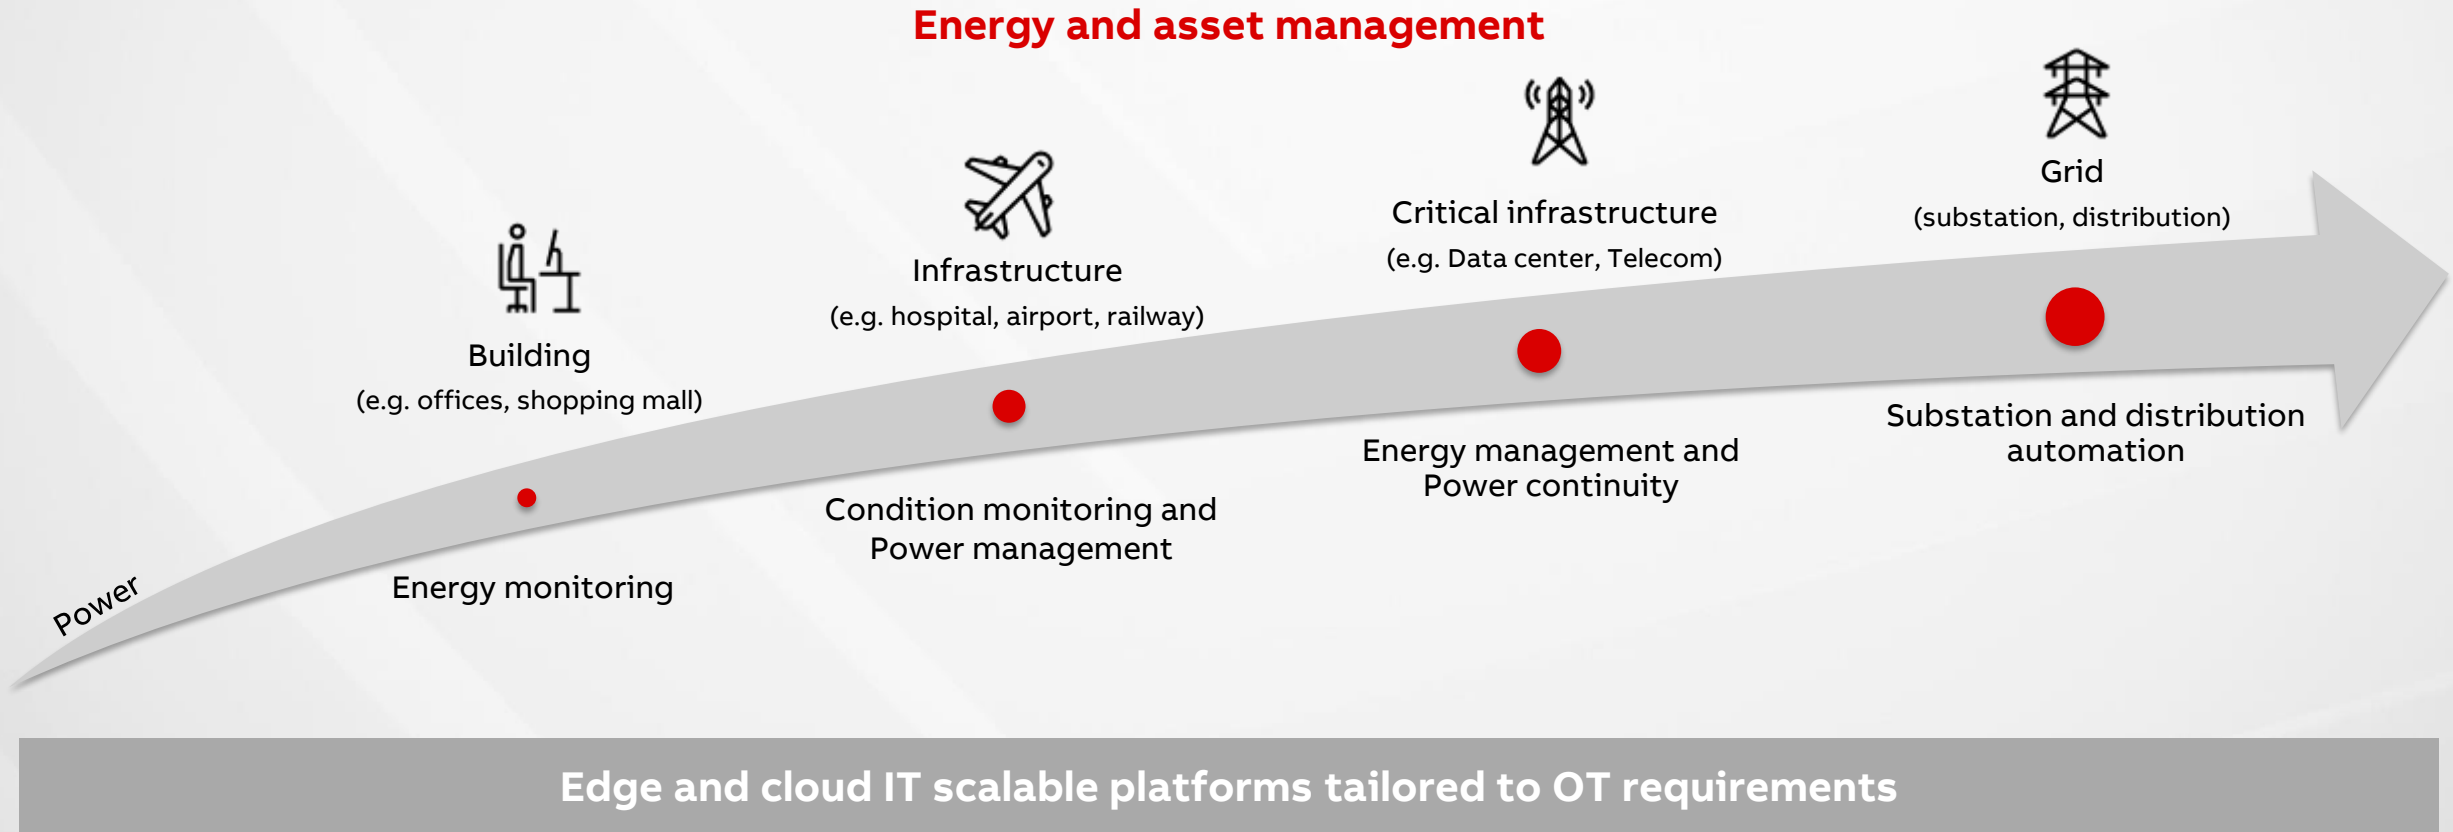 Energy and asset management
Building
(e.g. offices, shopping mall)
Energy monitoring
Infrastructure
(e.g. hospital, airport, railway)
Condition monitoring and
Power management
Critical infrastructure
(e.g. Data center, Telecom)
Energy management and
Power continuity
Grid
(substation, distribution)
Substation and distribution
automation
Power
Edge and cloud IT scalable platforms tailored to OT requirements